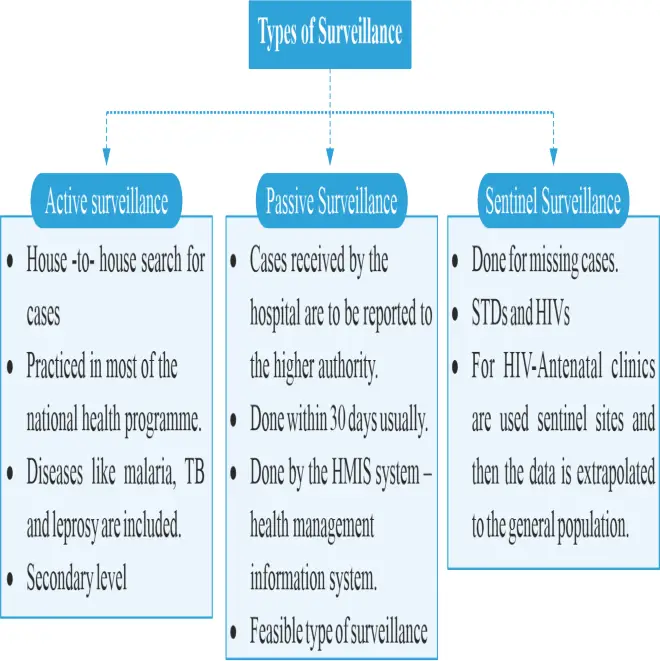 Types of Surveillance
Active surveillance
• House -to- house search for
cases
• Practiced in most of the
national health programme.
• Diseases like malaria, TB
and leprosy are included.
• Secondary level
Passive Surveillance
• Cases received by the
hospital are to be reported to
the higher authority.
• Done within 30 days usually.
• Done by the HMIS system –
health management
information system.
• Feasible type of surveillance
Sentinel Surveillance
• Done for missing cases.
• STDs and HIVs
• For HIV-Antenatal clinics
are used sentinel sites and
then the data is extrapolated
to the general population.